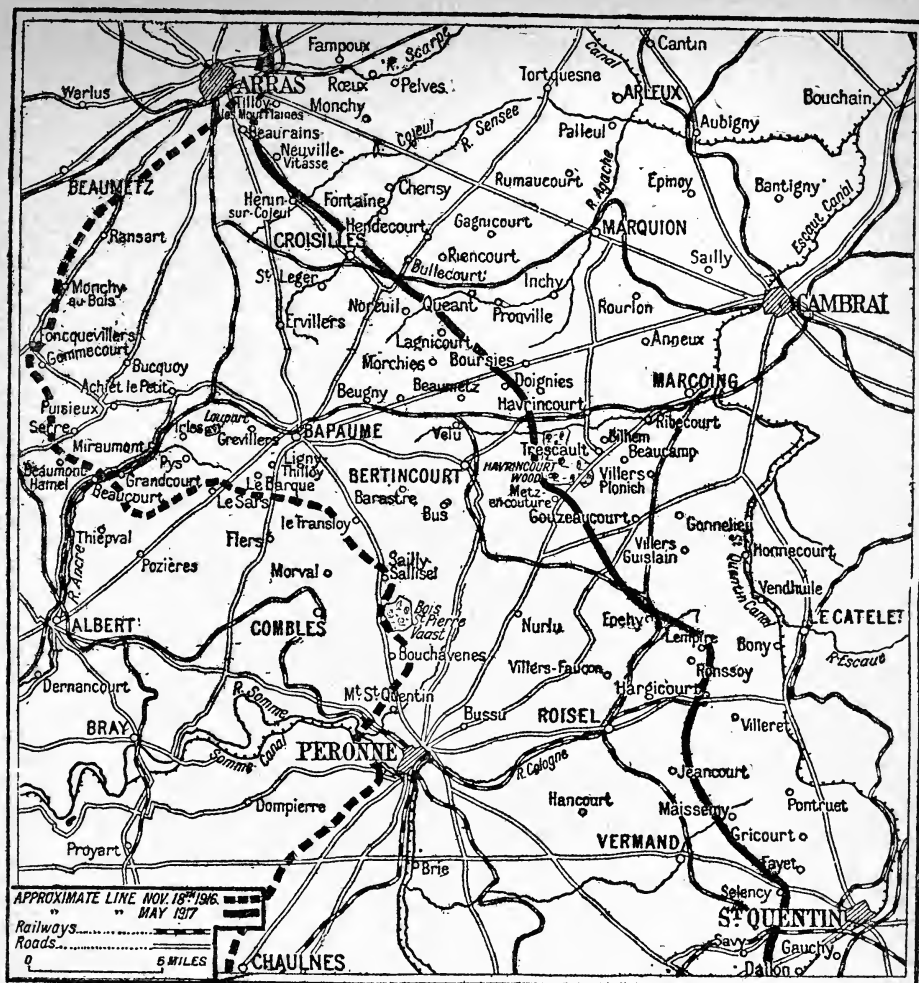 Fampoux
R. Scarpe
Cantin
Canal
ARRAS
Rœux
Pelves
Tortquesne
Warlus
Tilloy
les Moufflaines
Monchy
ARLEUX
Bouchain
Beaurains
Cojeul
R. Sensee
Palleul
Aubigny
Neuville-
Vitasse
BEAUMETZ
Henin
sur-Cojeul
Fontaine
Cherisy
Rumaucourt
R. Agache
Epinoy
Bantigny
Escaut Canal
Ransart
Hendecourt
Gagnicourt
CROISILLES
MARQUION
Riencourt
Sailly
Bullecourt
St Leger
Inchy
Monchy
au-Bois
Noreuil
Queant
Pronville
Bourlon
CAMBRAI
Ervillers
Foncquevillers
Lagnicourt
Anneux
Gommecourt
Bucquoy
Morchies
Boursies
Achiet le Petit
Beugny
Beaumetz
Doignies
MARCOING
Puisieux
Havrincourt
Loupart
Ribecourt
Serre
Irles
Grevillers
BAPAUME
Velu
Bilhem
Miraumont
Trescault
Beaucamp
Beaumont
Hamel
Pys
Ligny
Thilloy
BERTINCOURT
HAVRINCOURT
WOOD
Villers
Plonich
Grandcourt
Le Barque
Beaucourt
Barastre
Metz-
en-couture
Le Sars
Bus
Gouzeaucourt
Gonnelieu
le Transloy
Thiepval
Flers
Villers
Guislain
Honnecourt
R. Ancre
Pozières
Sailly
Sallisel
St Quentin Canal
Morval
Vendhuile
ALBERT
COMBLES
Bois
St Pierre
Vaast
Nurlu
Epehy
LE CATELET
Lempire
Bony
Bouchavenes
Ronssoy
R. Escaut
Villers-Faucon
Dernancourt
R. Somme
Mt St Quentin
Hargicourt
BRAY
Bussu
ROISEL
Villeret
Somme Canal
PERONNE
R. Cologne
Jeancourt
Dompierre
Hancourt
Pontruet
Maissemy
Proyart
Gricourt
VERMAND
Brie
Fayet
APPROXIMATE LINE NOV. 18TH 1916.
" " MAY 1917
Selency
ST QUENTIN
Railways
Roads
Savy
Gauchy
0 5 MILES
CHAULNES
Dallon